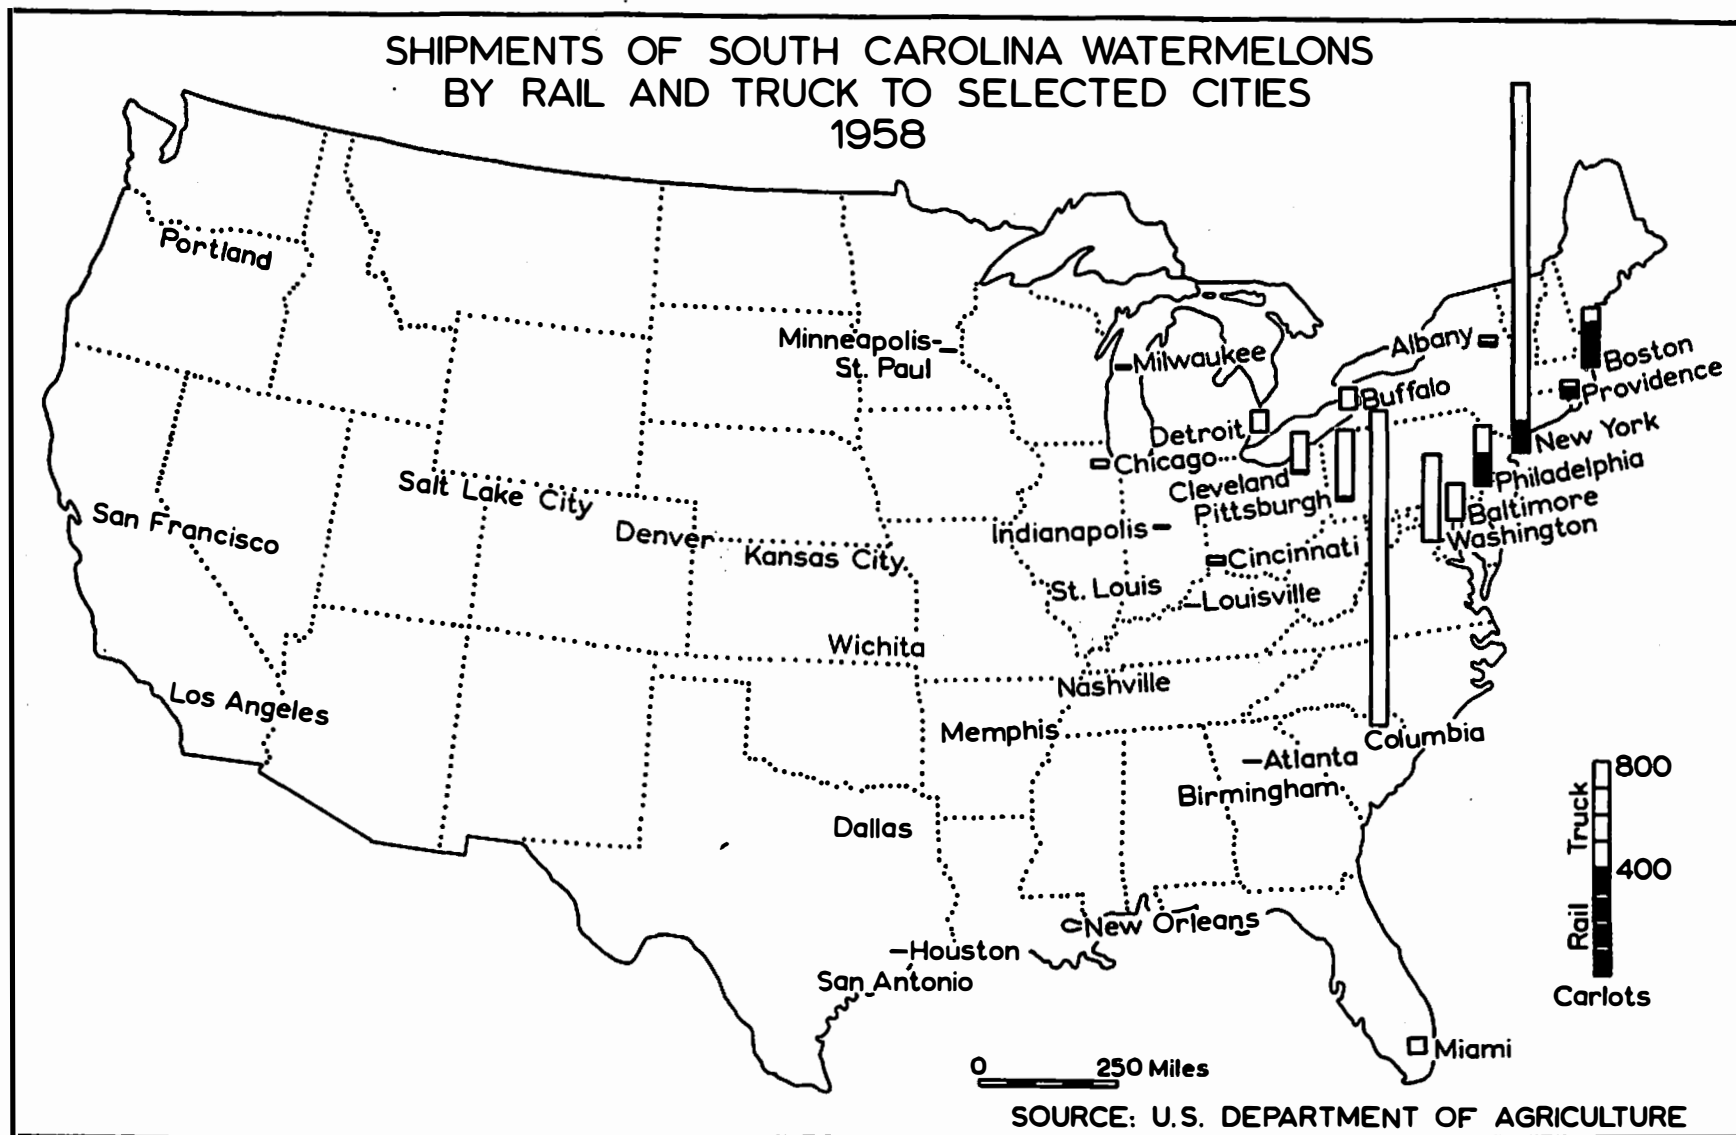 SHIPMENTS OF SOUTH CAROLINA WATERMELONS
BY RAIL AND TRUCK TO SELECTED CITIES
1958
Portland
Minneapolis-
St. Paul
Milwaukee
Albany
Boston
Providence
Buffalo
Detroit
New York
Chicago
Cleveland
Philadelphia
Pittsburgh
Baltimore
Washington
Salt Lake City
San Francisco
Denver
Kansas City
Indianapolis
Cincinnati
St. Louis
Louisville
Wichita
Los Angeles
Nashville
Memphis
Columbia
Atlanta
Birmingham
Dallas
New Orleans
Houston
San Antonio
Miami
800
Truck
400
Rail
Carlots
0 250 Miles
SOURCE: U.S. DEPARTMENT OF AGRICULTURE